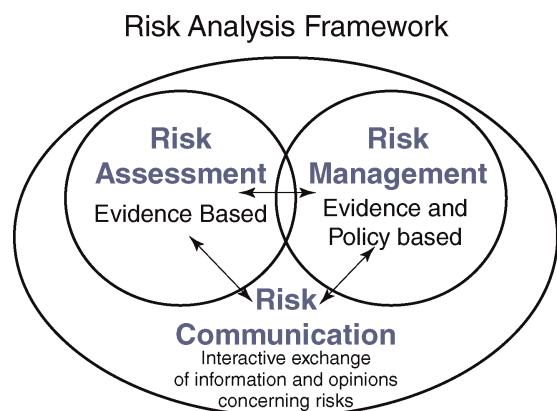 Risk Analysis Framework
Risk
Assessment
Evidence Based
Risk
Management
Evidence and
Policy based
Risk
Communication
Interactive exchange
of information and opinions
concerning risks